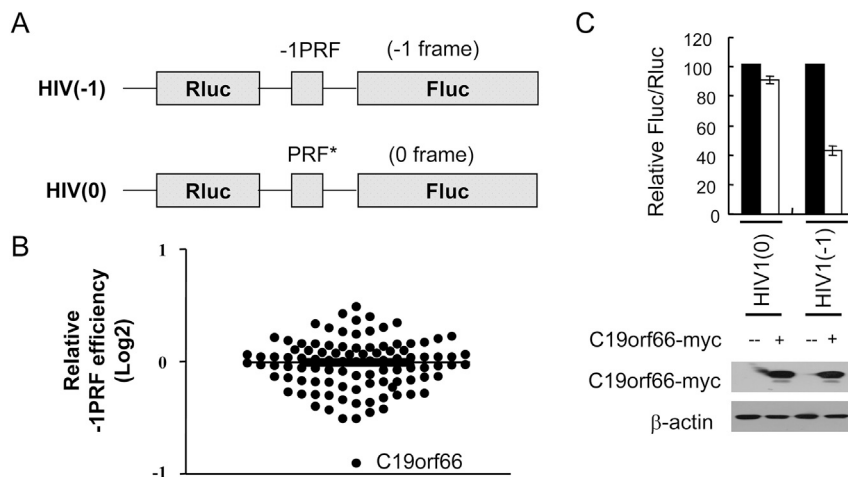 A
-1PRF (-1 frame)
HIV(-1) Rluc Fluc
PRF* (0 frame)
HIV(0) Rluc Fluc
B
Relative
-1PRF efficiency
(Log2)
1
0
-1
C19orf66
C
Relative Fluc/Rluc
120
100
80
60
40
20
0
HIV1(0)
HIV1(-1)
C19orf66-myc -- + -- +
C19orf66-myc
β-actin